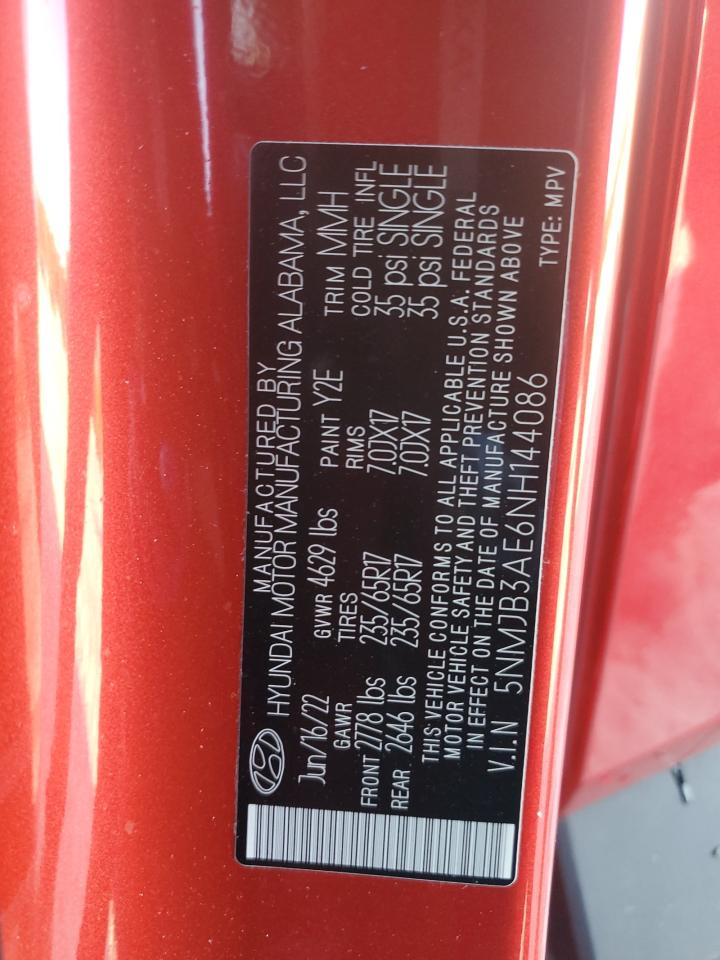 MANUFACTURED BY
HYUNDAI MOTOR MANUFACTURING ALABAMA, LLC
Jun/16/22 GVWR 4629 lbs PAINT Y2E TRIM MMH
GAWR TIRES RIMS COLD TIRE INFL
FRONT 2778 lbs 235/65R17 7.0JX17 35 psi SINGLE
REAR 2646 lbs 235/65R17 7.0JX17 35 psi SINGLE
THIS VEHICLE CONFORMS TO ALL APPLICABLE U.S.A. FEDERAL
MOTOR VEHICLE SAFETY AND THEFT PREVENTION STANDARDS
IN EFFECT ON THE DATE OF MANUFACTURE SHOWN ABOVE
V.I.N 5NMJB3AE6NH144086 TYPE: MPV